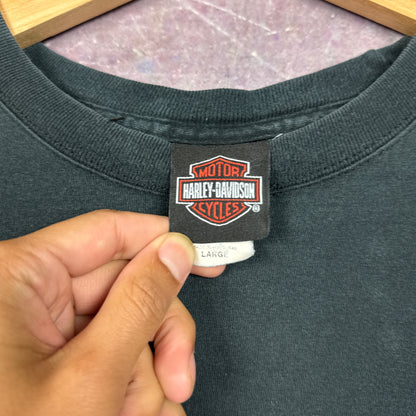 MOTOR
HARLEY-DAVIDSON
CYCLES
®
LARGE